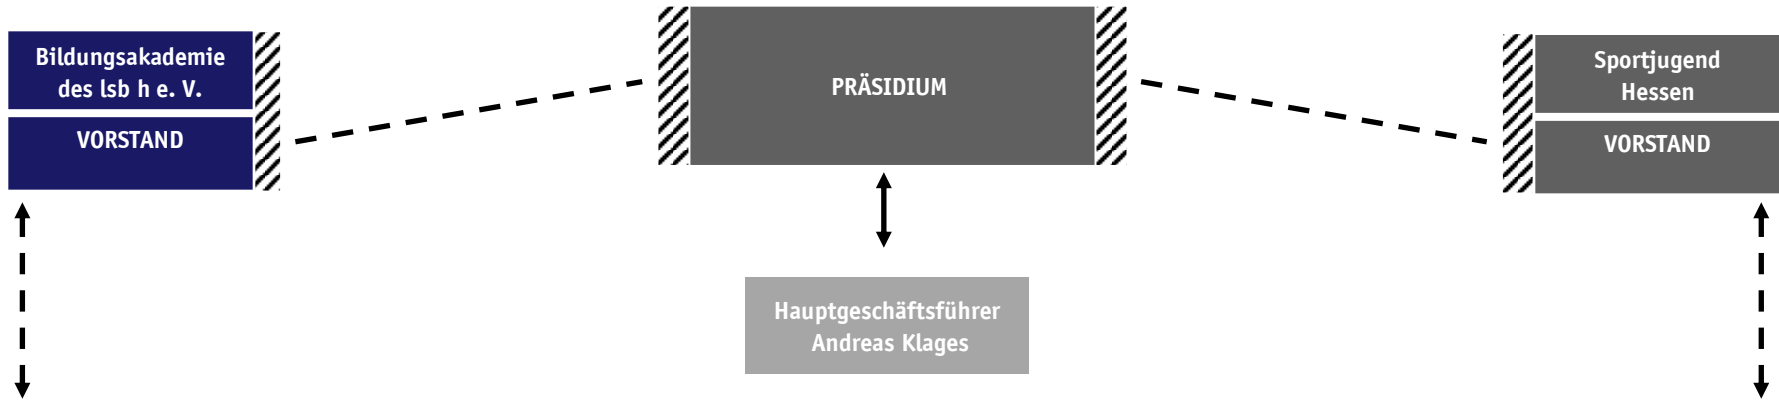 Bildungsakademie
des lsb h e. V.
VORSTAND
PRÄSIDIUM
Sportjugend
Hessen
VORSTAND
Hauptgeschäftsführer
Andreas Klages